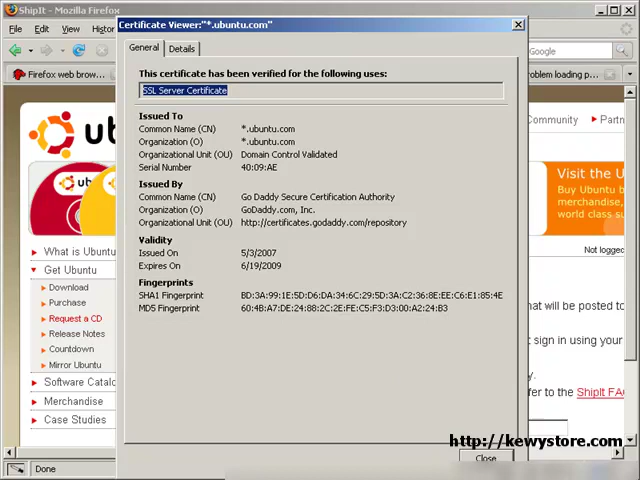 ShipIt - Mozilla Firefox
Certificate Viewer:"*.ubuntu.com"
File Edit View Hist
General Details
Google
Firefox web brow...
roblem loading p...
This certificate has been verified for the following uses:
SSL Server Certificate
Community Partn
Issued To
Common Name (CN) *.ubuntu.com
Organization (O) *.ubuntu.com
Organizational Unit (OU) Domain Control Validated
Serial Number 40:09:AE
Issued By
Common Name (CN) Go Daddy Secure Certification Authority
Organization (O) GoDaddy.com, Inc.
Organizational Unit (OU) http://certificates.godaddy.com/repository
Validity
Issued On 5/3/2007
Expires On 6/19/2009
Fingerprints
SHA1 Fingerprint BD:3A:99:1E:5D:D6:DA:34:6C:29:5D:3A:C2:36:8E:EE:C6:E1:85:4E
MD5 Fingerprint 60:4B:A7:DE:24:88:2C:2E:FE:C5:F3:D3:00:A2:24:B3
Close
ub
ubu
What is Ubuntu
Get Ubuntu
Download
Purchase
Request a CD
Release Notes
Countdown
Mirror Ubuntu
Software Catalo
Merchandise
Case Studies
Visit the U
Buy Ubuntu b
merchandise,
world class su
Not logged
hat will be posted to
t sign in using your
y.
fer to the ShipIt FA
http://kewystore.com
Done